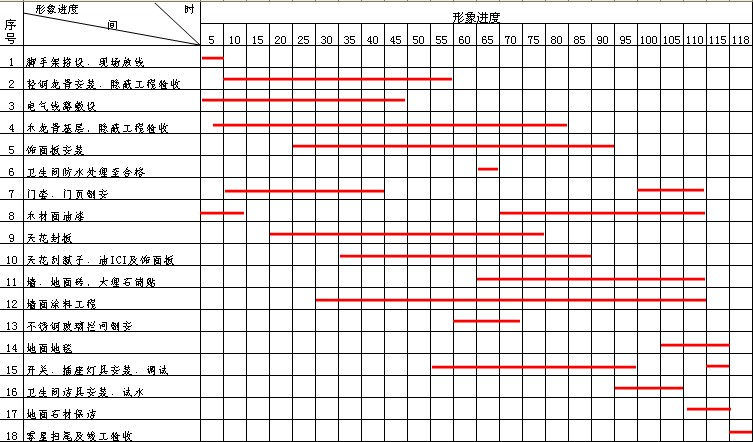 形象进度 时
间
序
号
形象进度
5 10 15 20 25 30 35 40 45 50 55 60 65 70 75 80 85 90 95 100 105 110 115 118
1 脚手架搭设、现场放线
2 轻钢龙骨安装、隐蔽工程验收
3 电气线路敷设
4 木龙骨基层，隐蔽工程验收
5 饰面板安装
6 卫生间防水处理至合格
7 门套、门页制安
8 木材面油漆
9 天花封板
10 天花刮腻子、油ICI及饰面板
11 墙、地面砖，大理石铺贴
12 墙面涂料工程
13 不锈钢玻璃拦河制安
14 地面地毯
15 开关、插座灯具安装、调试
16 卫生间洁具安装、试水
17 地面石材保洁
18 零星扫尾及竣工验收